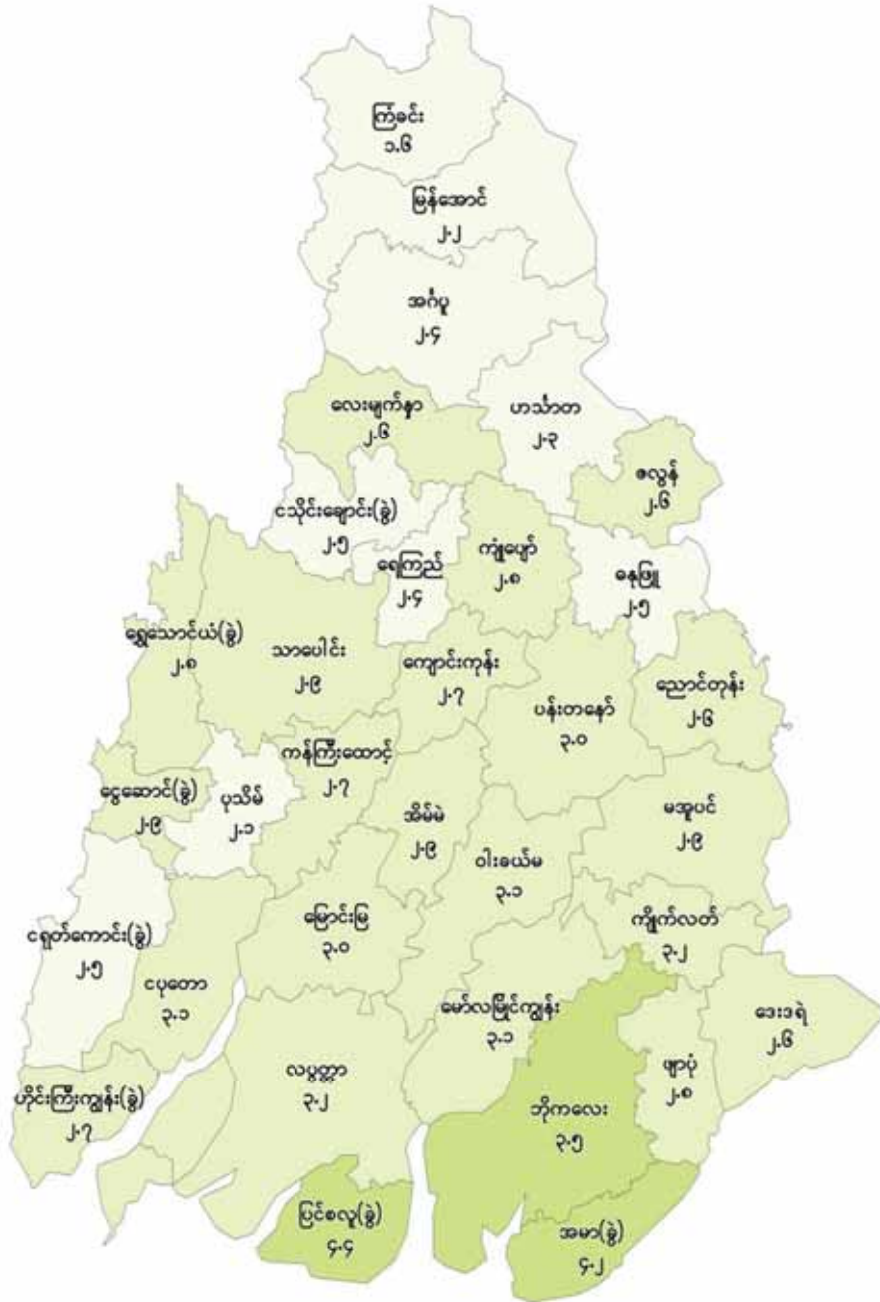 ကြံခင်း
၁.၆
မြန်အောင်
၂.၂
အင်္ဂပူ
၂.၄
လေးမျက်နှာ
၂.၆
ဟင်္သာတ
၂.၃
ဇလွန်
၂.၆
ငသိုင်းချောင်း(ခွဲ)
၂.၅
ရေကြည်
၂.၄
ကျုံပျော်
၂.၈
ဓနုဖြူ
၂.၅
ရွှေသောင်ယံ(ခွဲ)
၂.၈
သာပေါင်း
၂.၉
ကျောင်းကုန်း
၂.၇
ပန်းတနော်
၃.၀
ညောင်တုန်း
၂.၆
ငွေဆောင်(ခွဲ)
၂.၉
ပုသိမ်
၂.၁
ကန်ကြီးထောင့်
၂.၇
အိမ်မဲ
၂.၉
ဝါးခယ်မ
၃.၁
မအူပင်
၂.၉
ငရုတ်ကောင်း(ခွဲ)
၂.၅
ငပုတော
၃.၁
မြောင်းမြ
၃.၀
ကျိုက်လတ်
၃.၂
မော်လမြိုင်ကျွန်း
၃.၁
ဒေးဒရဲ
၂.၆
ဟိုင်းကြီးကျွန်း(ခွဲ)
၂.၇
လပွတ္တာ
၃.၂
ဘိုကလေး
၃.၅
ဖျာပုံ
၂.၈
ပြင်စလူ(ခွဲ)
၄.၄
အမာ(ခွဲ)
၄.၂